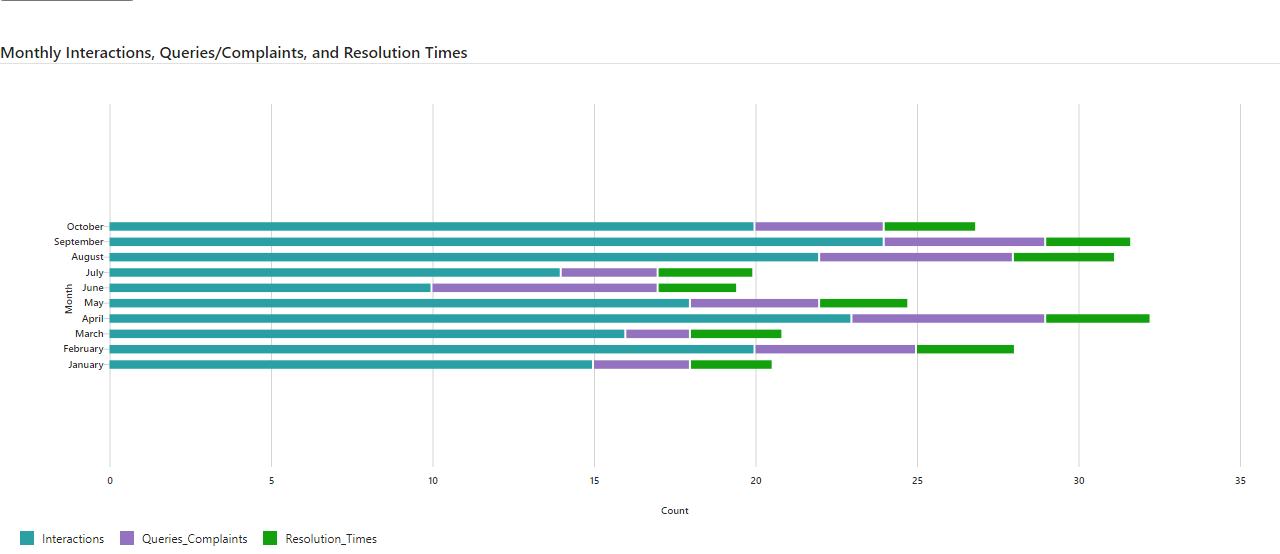 Monthly Interactions, Queries/Complaints, and Resolution Times
October
September
August
July
June
May
April
March
February
January
Month
0 5 10 15 20 25 30 35
Count
Interactions Queries_Complaints Resolution_Times